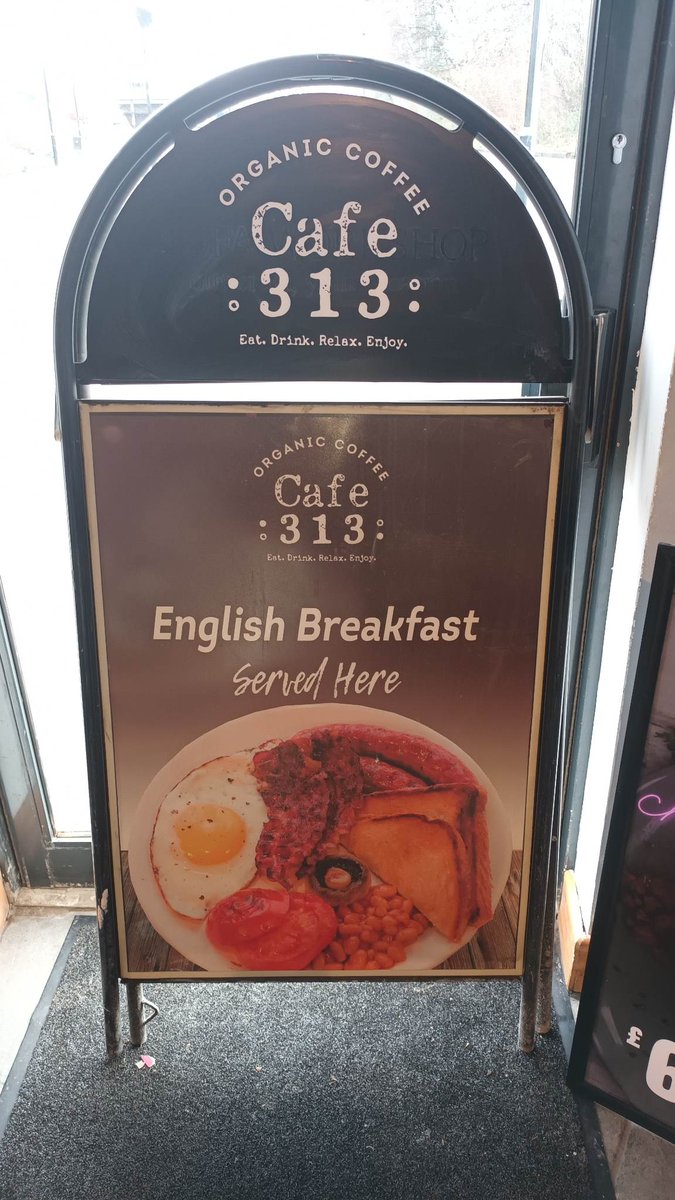 ORGANIC COFFEE
Cafe
:313:
Eat. Drink. Relax. Enjoy.
ORGANIC COFFEE
Cafe
:313:
Eat. Drink. Relax. Enjoy.
English Breakfast
Served Here
£6